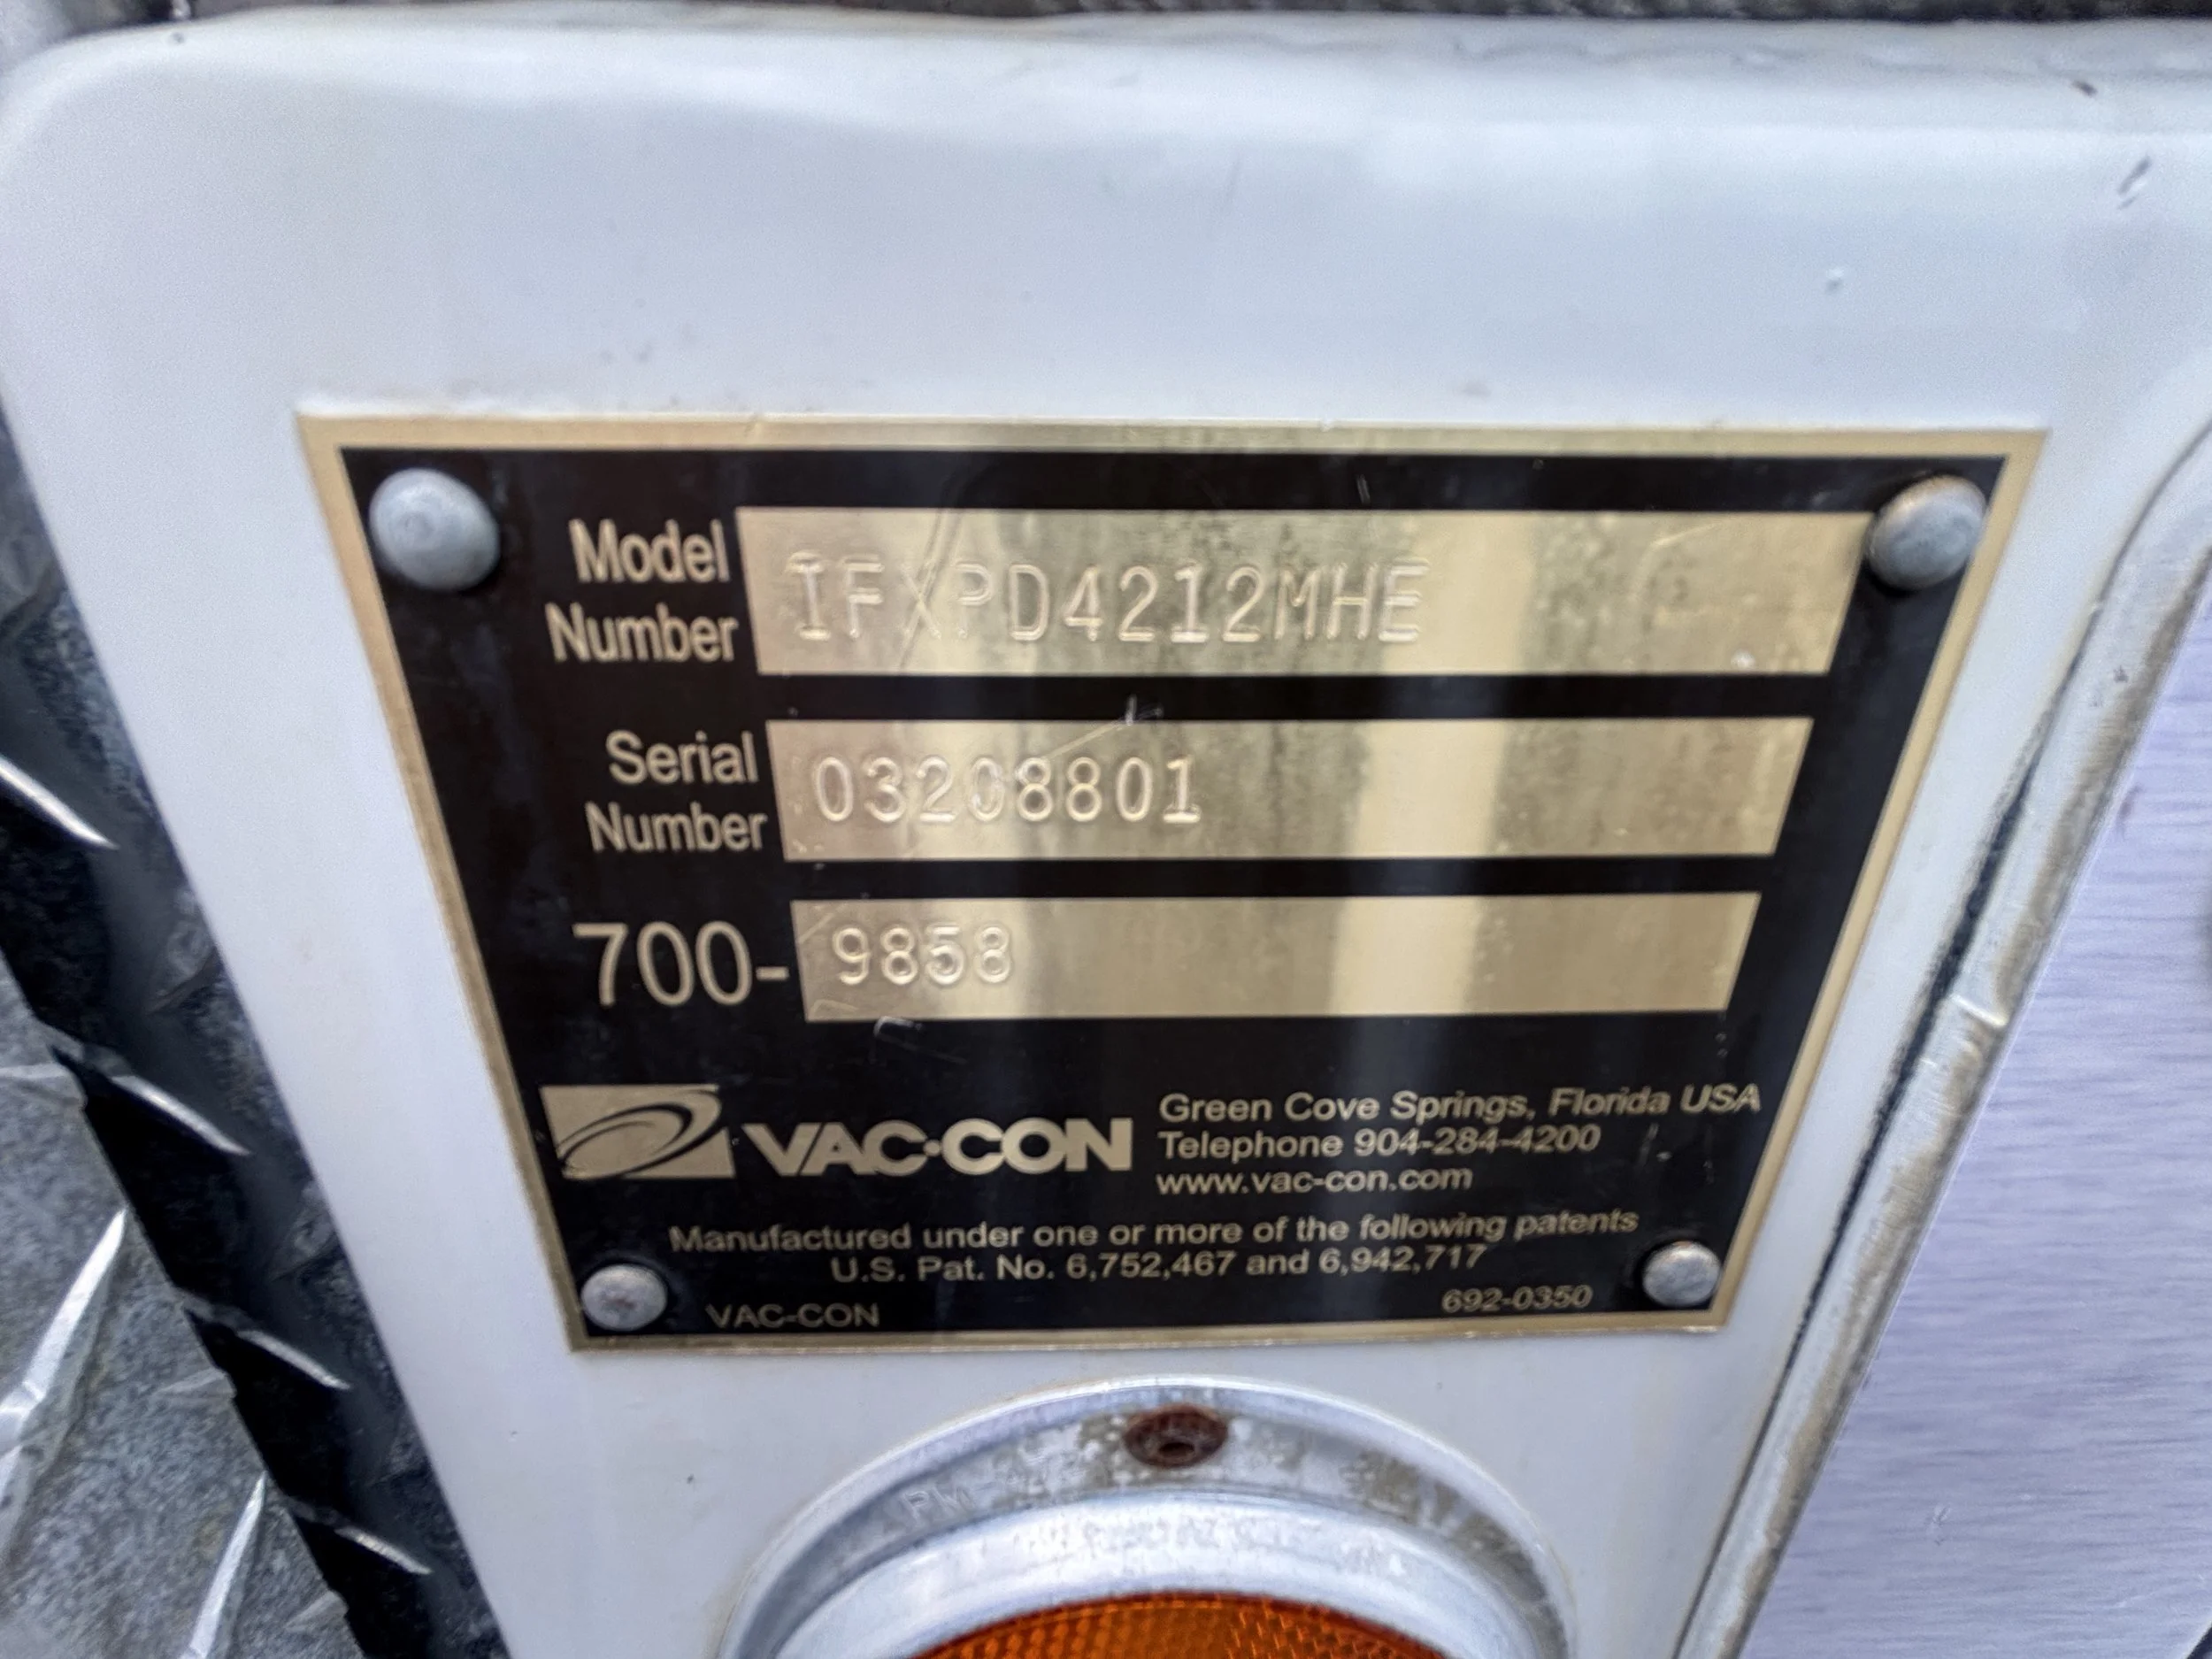 Model
Number
IFXPD4212MHE
Serial
Number
03208801
700-
9858
VAC-CON
Green Cove Springs, Florida USA
Telephone 904-284-4200
www.vac-con.com
Manufactured under one or more of the following patents
U.S. Pat. No. 6,752,467 and 6,942,717
VAC-CON
692-0350